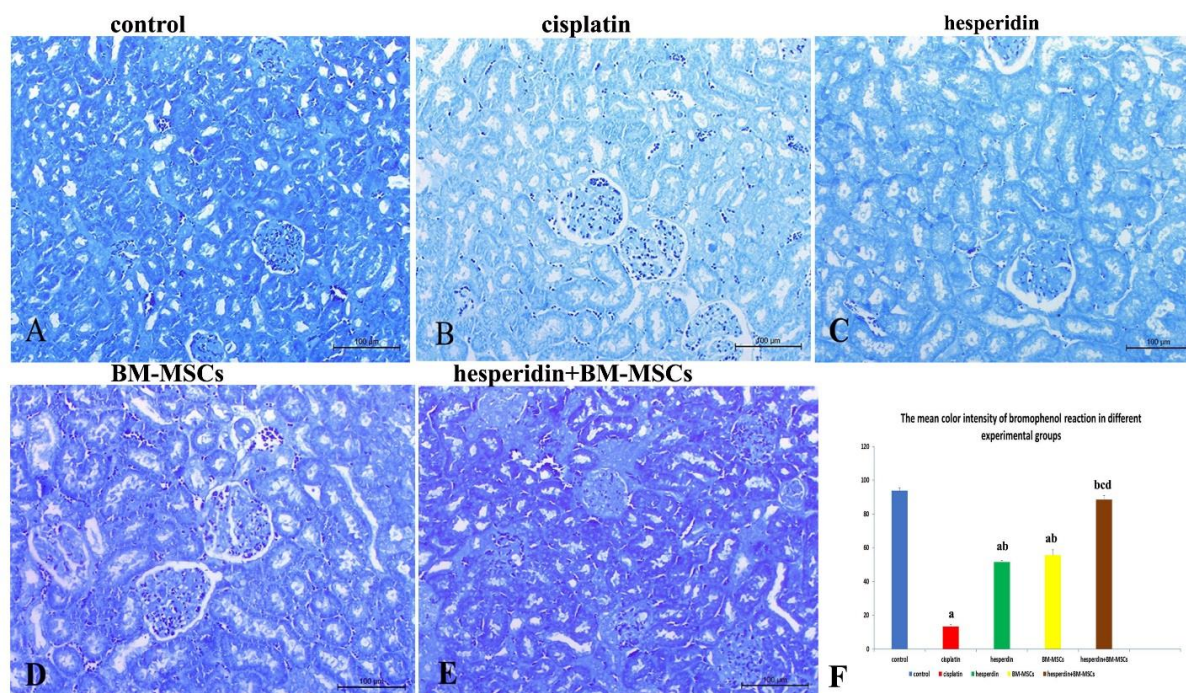 control
cisplatin
hesperidin
A
100 µm
B
100 µm
C
100 µm
BM-MSCs
hesperidin+BM-MSCs
D
100 µm
E
100 µm
The mean color intensity of bromophenol reaction in different
experimental groups
120
100
80
60
40
20
0
a
ab
ab
bcd
control cisplatin hesperidin BM-MSCs hesperidin+BM-MSCs
control cisplatin hesperidin BM-MSCs hesperidin+BM-MSCs
F